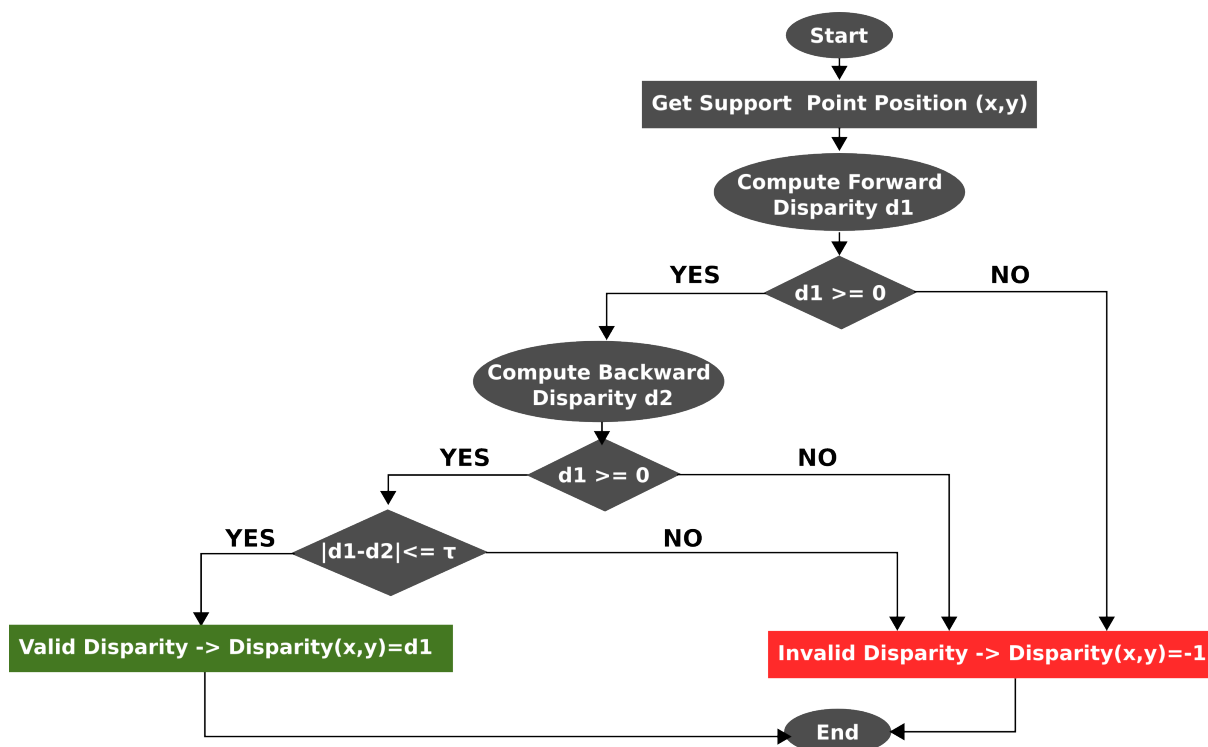 Start
Get Support  Point Position (x,y)
Compute Forward
Disparity d1
YES
NO
d1 >= 0
Compute Backward
Disparity d2
YES
NO
d1 >= 0
YES
NO
|d1-d2|<= τ
Valid Disparity -> Disparity(x,y)=d1
Invalid Disparity -> Disparity(x,y)=-1
End